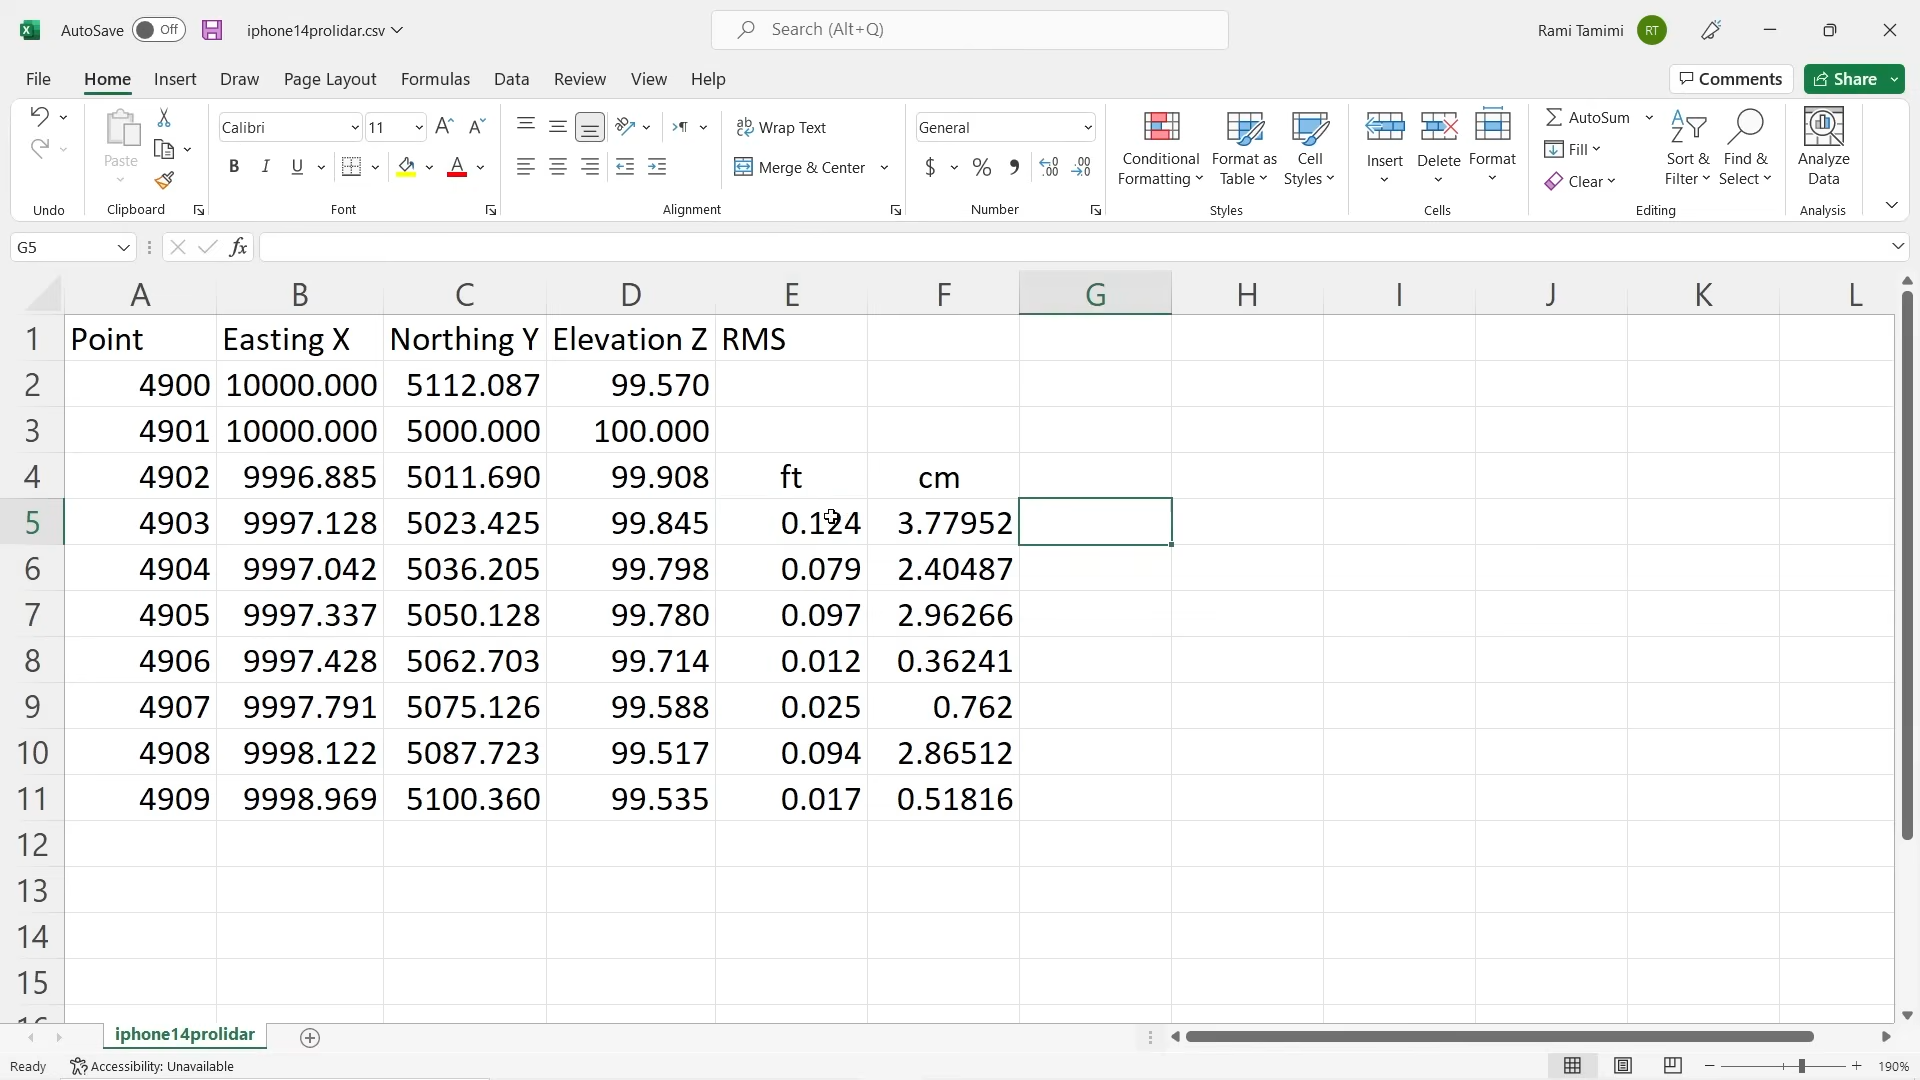 AutoSave Off iphone14prolidar.csv Search (Alt+Q) Rami Tamimi RT
File Home Insert Draw Page Layout Formulas Data Review View Help Comments Share
Paste
Clipboard
Undo
Calibri 11
B I U A
Font
Wrap Text
Merge & Center
Alignment
General
$ % , .00 .00
Number
Conditional Formatting
Format as Table
Cell Styles
Styles
Insert Delete Format
Cells
AutoSum
Fill
Clear
Sort & Filter
Find & Select
Editing
Analyze Data
Analysis
G5 fx
A B C D E F G H I J K L
1 Point Easting X Northing Y Elevation Z RMS
2 4900 10000.000 5112.087 99.570
3 4901 10000.000 5000.000 100.000
4 4902 9996.885 5011.690 99.908 ft cm
5 4903 9997.128 5023.425 99.845 0.124 3.77952
6 4904 9997.042 5036.205 99.798 0.079 2.40487
7 4905 9997.337 5050.128 99.780 0.097 2.96266
8 4906 9997.428 5062.703 99.714 0.012 0.36241
9 4907 9997.791 5075.126 99.588 0.025 0.762
10 4908 9998.122 5087.723 99.517 0.094 2.86512
11 4909 9998.969 5100.360 99.535 0.017 0.51816
12
13
14
15
16
iphone14prolidar
Ready Accessibility: Unavailable 190%